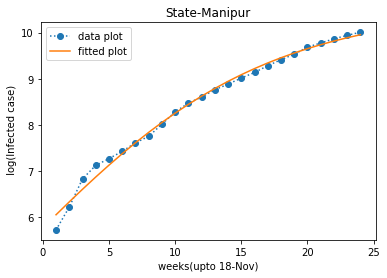 State-Manipur
data plot
fitted plot
log(Infected case)
10
9
8
7
6
0
5
10
15
20
25
weeks(upto 18-Nov)